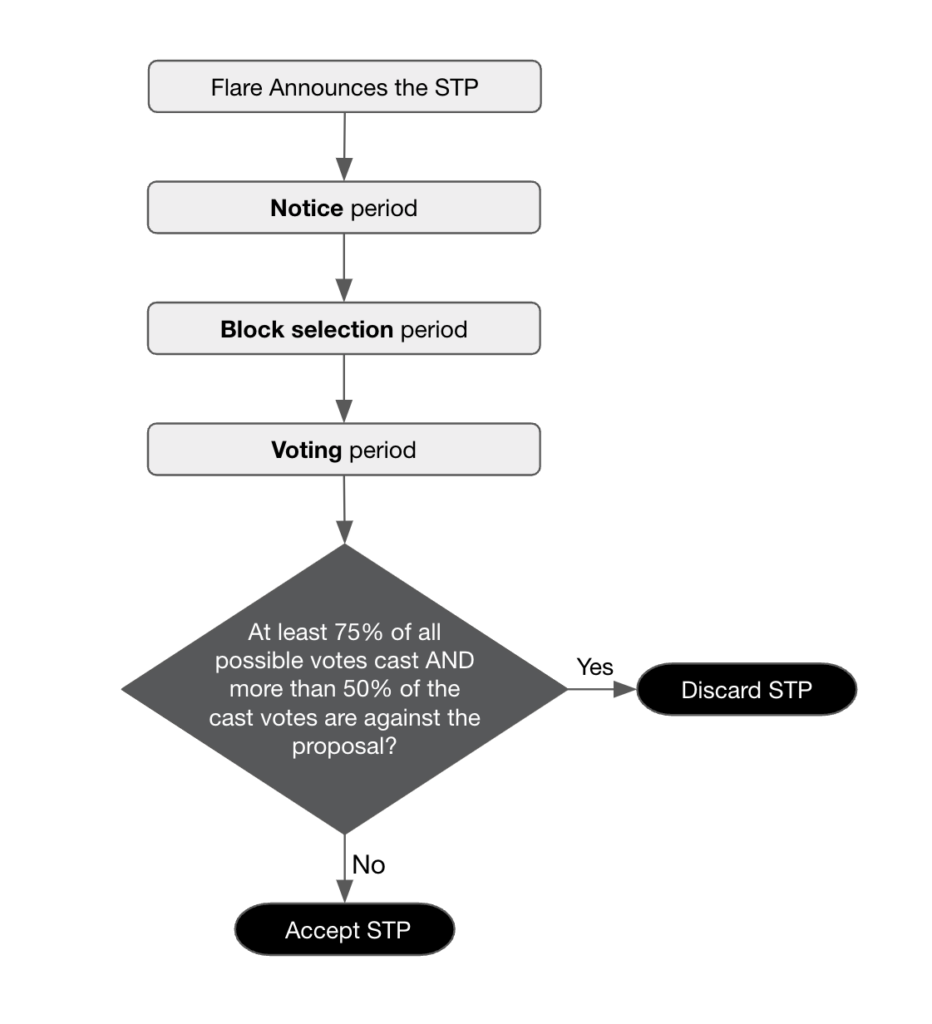 Flare Announces the STP
Notice period
Block selection period
Voting period
At least 75% of all
possible votes cast AND
more than 50% of the
cast votes are against the
proposal?
Yes
Discard STP
No
Accept STP